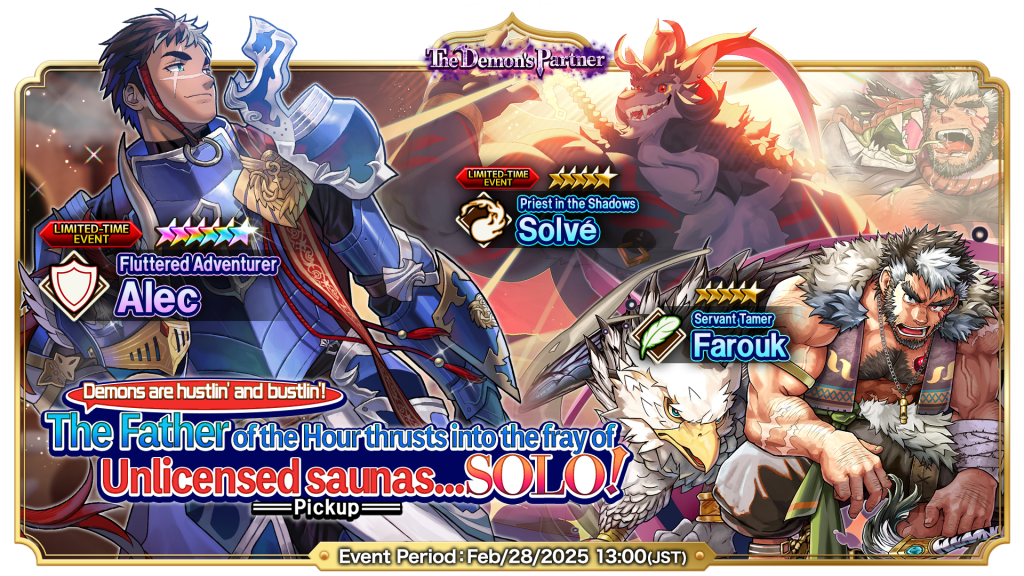 The Demon's Partner
LIMITED-TIME
EVENT
Priest in the Shadows
Solvé
LIMITED-TIME
EVENT
Fluttered Adventurer
Alec
Servant Tamer
Farouk
Demons are hustlin' and bustlin'!
The Father of the Hour thrusts into the fray of
Unlicensed saunas...SOLO!
Pickup
Event Period : Feb/28/2025 13:00(JST)